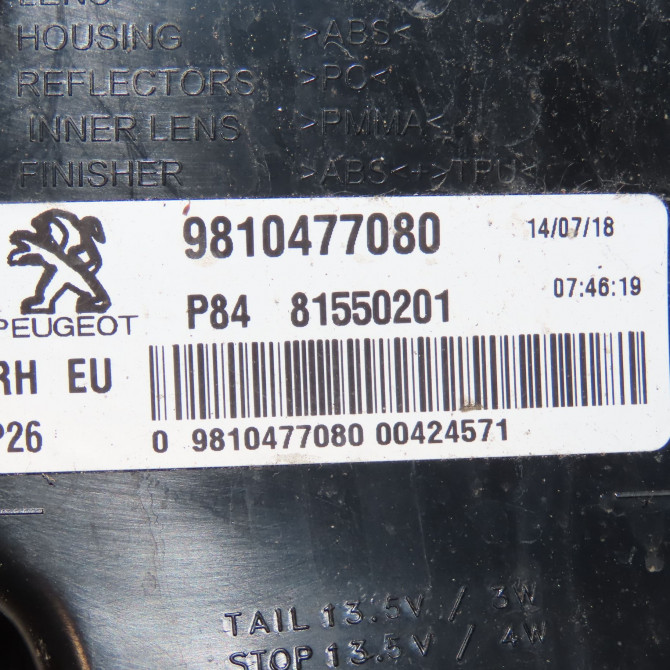 LENS
HOUSING >ABS<
REFLECTORS >PC<
INNER LENS >PMMA<
FINISHER >ABS<+>TPU<
9810477080 14/07/18
PEUGEOT P84 81550201 07:46:19
RH EU
P26 0 9810477080 00424571
TAIL 13.5V / 3W
STOP 13.5V / 4W